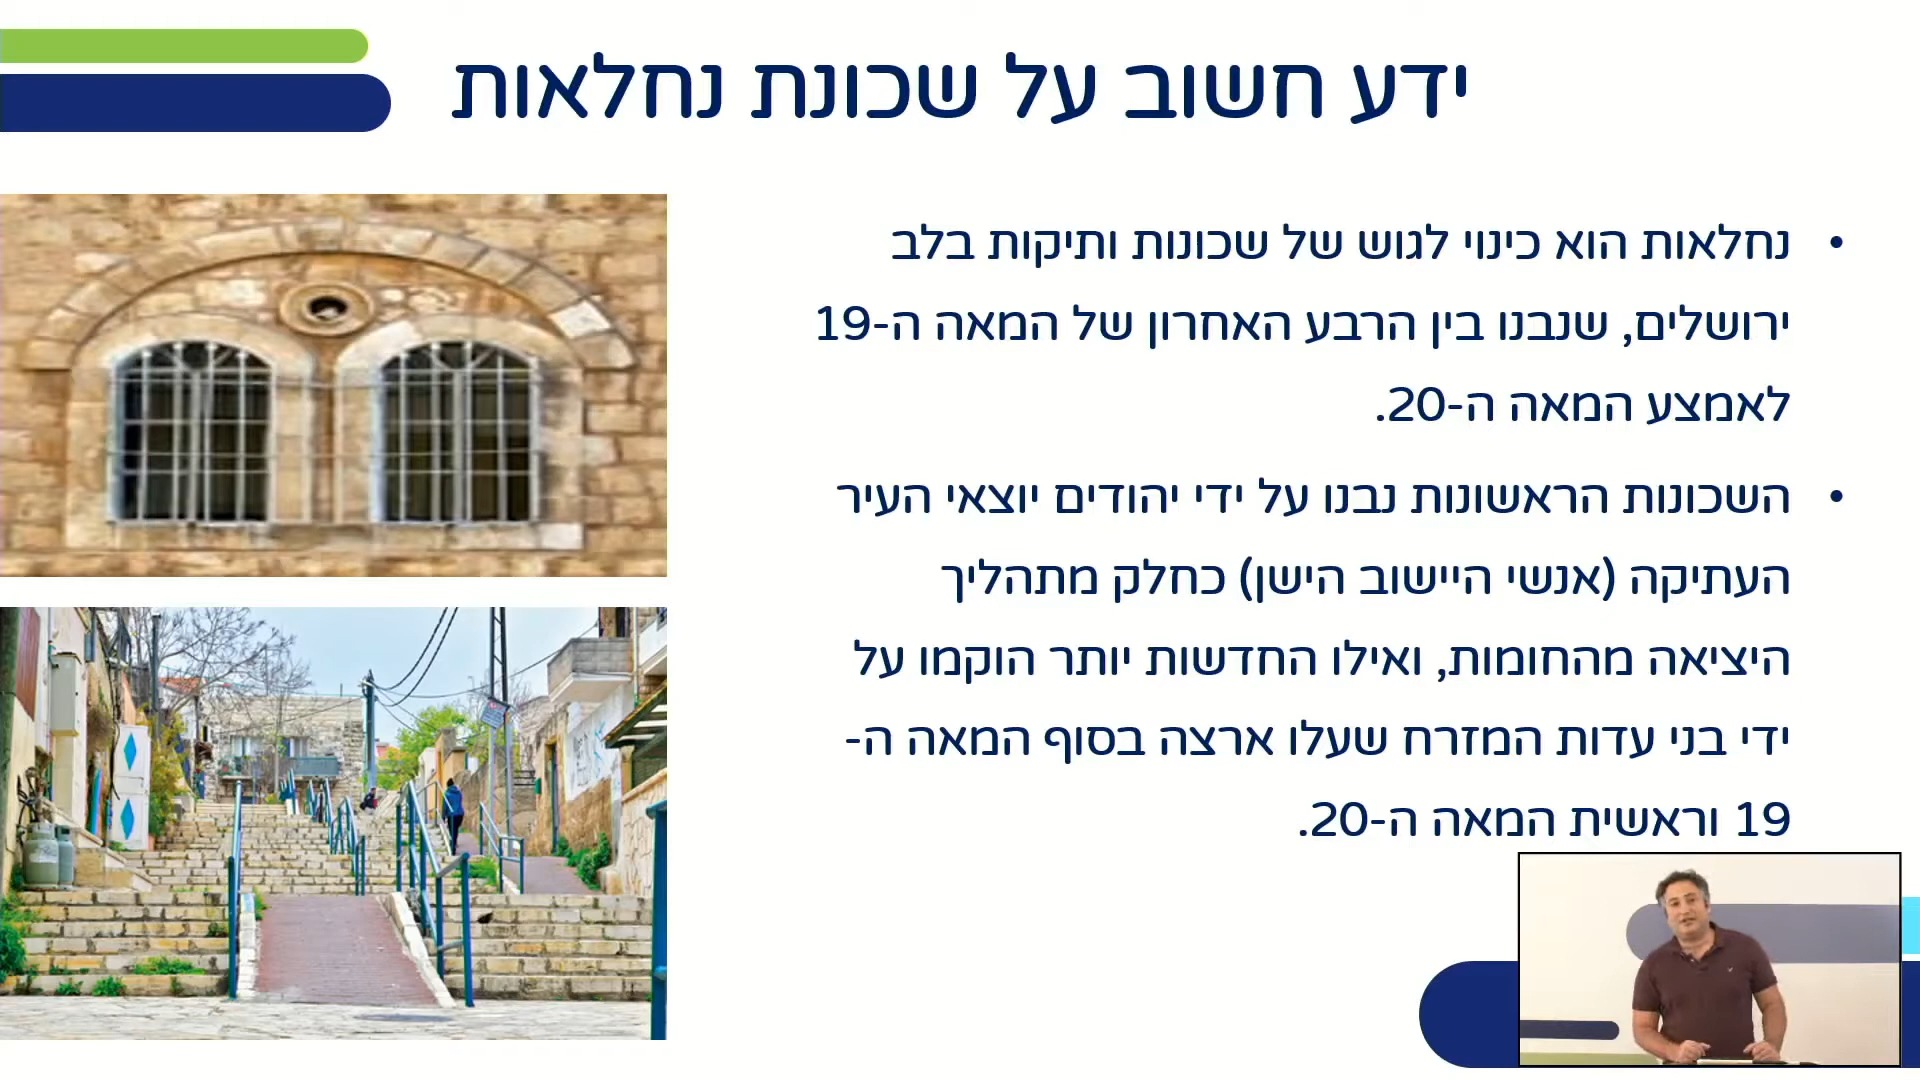 ידע חשוב על שכונת נחלאות
• נחלאות הוא כינוי לגוש של שכונות ותיקות בלב
ירושלים, שנבנו בין הרבע האחרון של המאה ה-19
לאמצע המאה ה-20.
• השכונות הראשונות נבנו על ידי יהודים יוצאי העיר
העתיקה (אנשי היישוב הישן) כחלק מתהליך
היציאה מהחומות, ואילו החדשות יותר הוקמו על
ידי בני עדות המזרח שעלו ארצה בסוף המאה ה-
19 וראשית המאה ה-20.